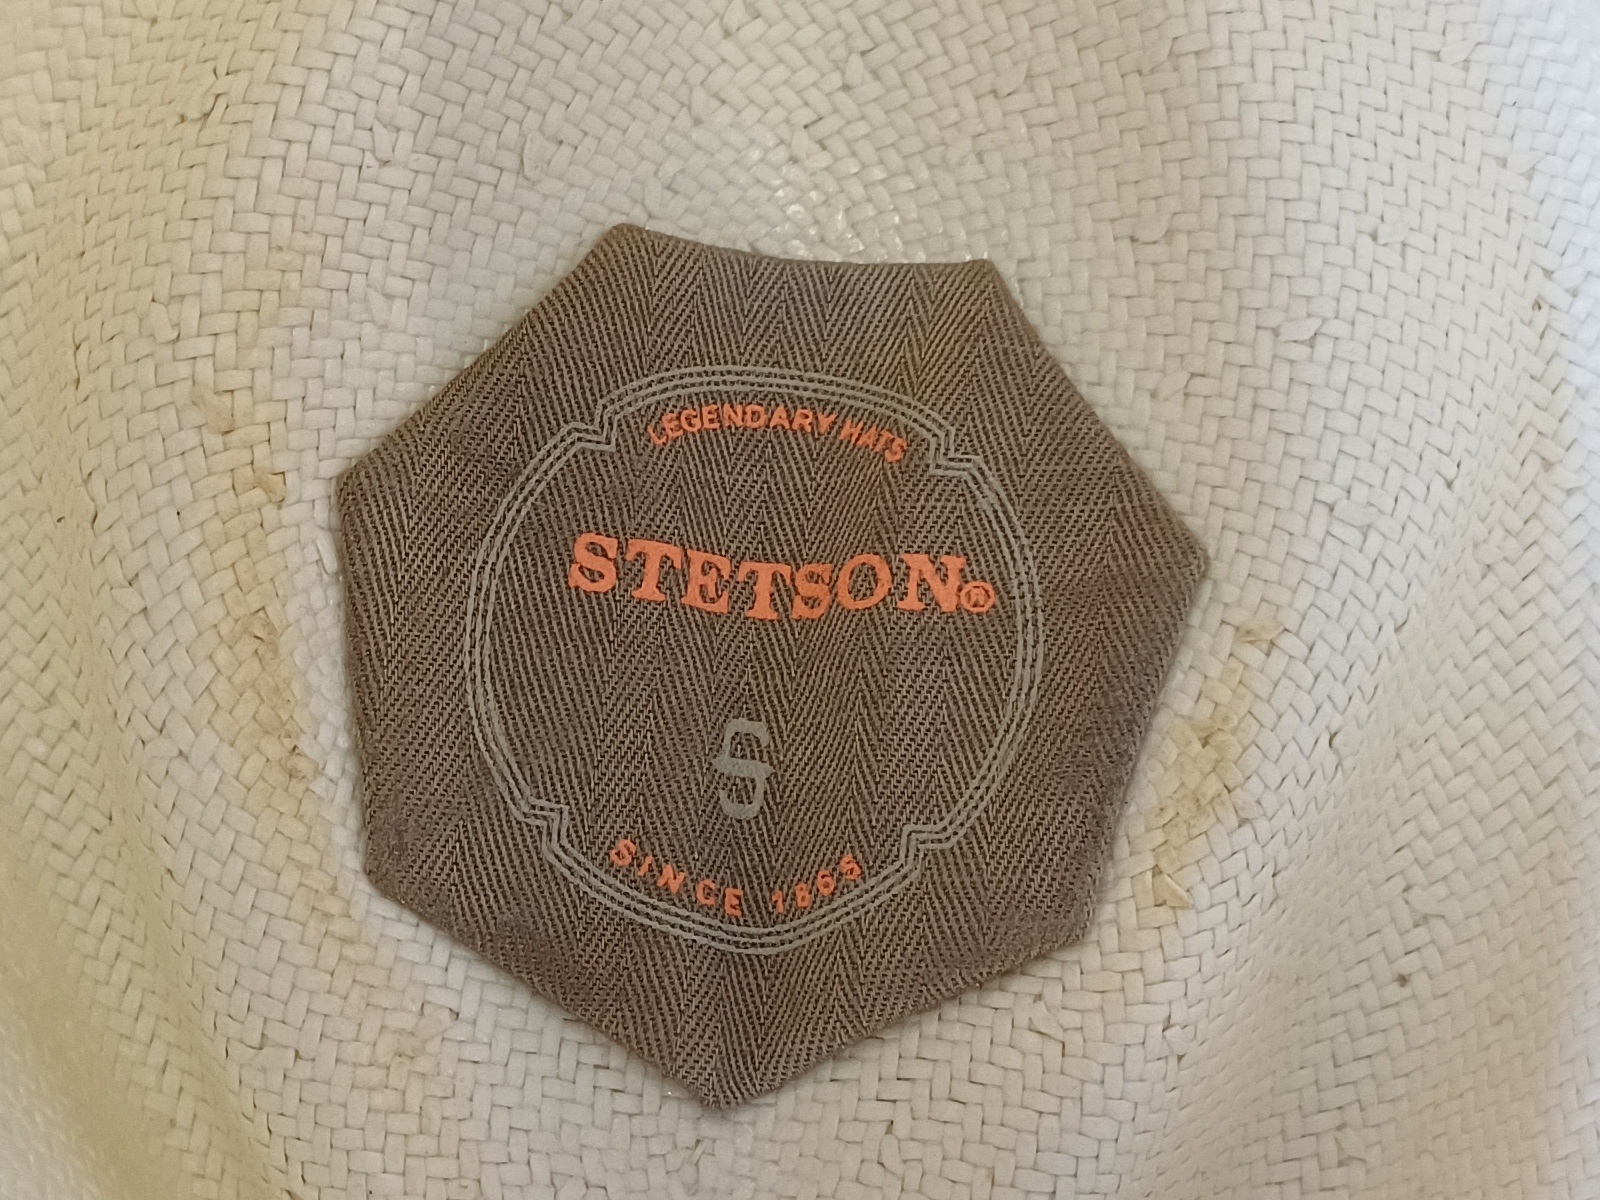 LEGENDARY HATS
STETSON®
S
SINCE 1865